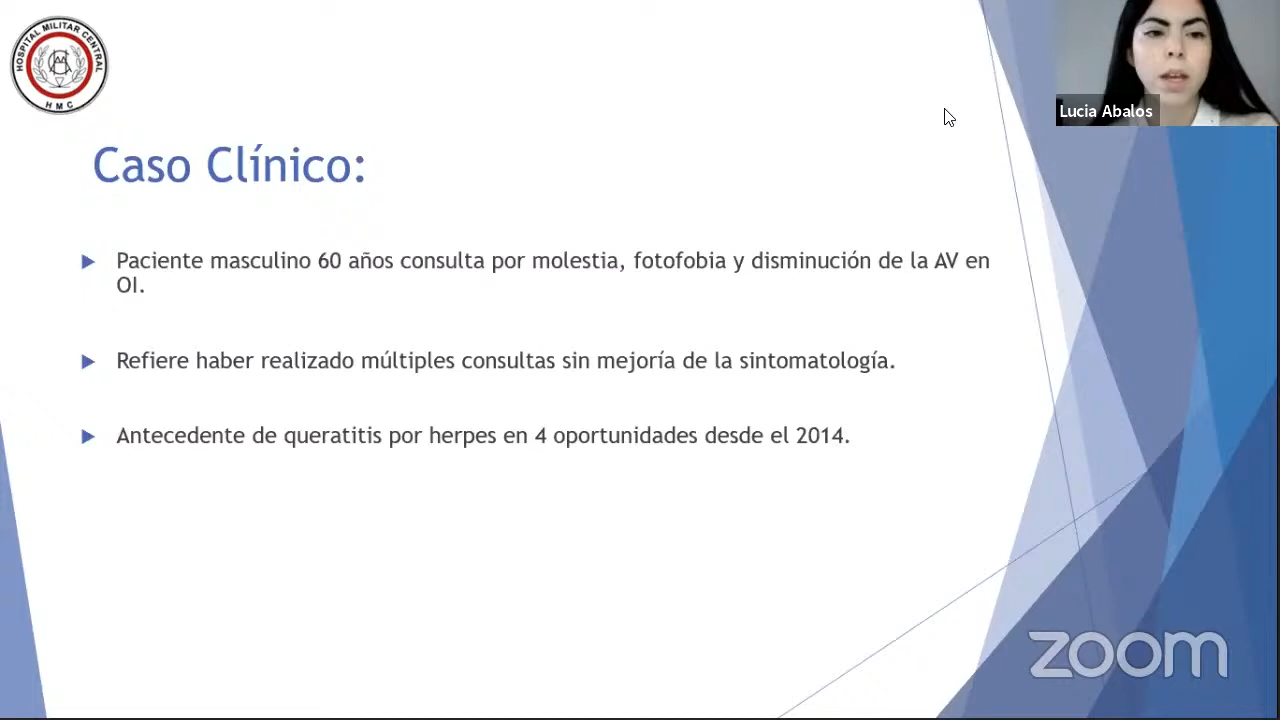 HOSPITAL MILITAR CENTRAL
HMC
Lucia Abalos
Caso Clínico:
Paciente masculino 60 años consulta por molestia, fotofobia y disminución de la AV en
OI.
Refiere haber realizado múltiples consultas sin mejoría de la sintomatología.
Antecedente de queratitis por herpes en 4 oportunidades desde el 2014.
zoom